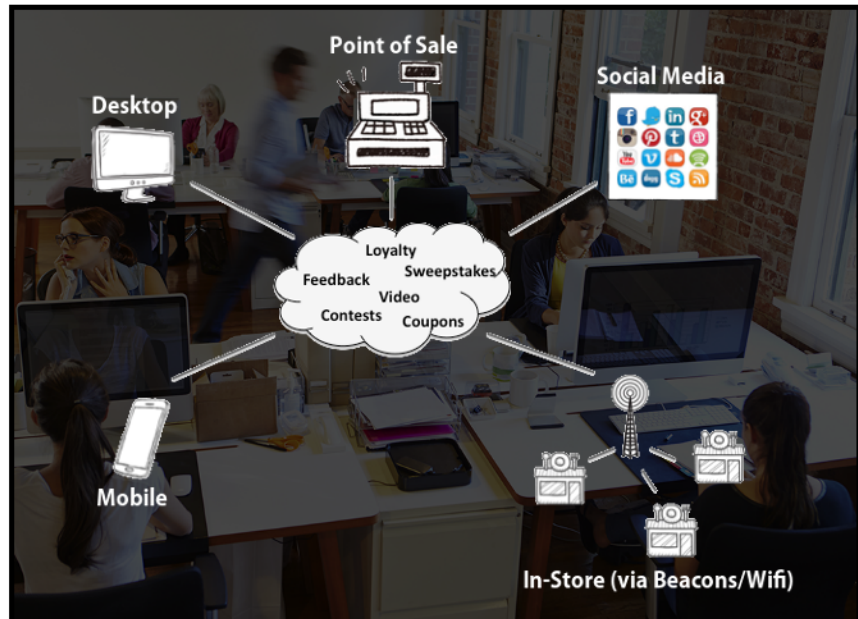 Point of Sale
Social Media
Desktop
Loyalty
Sweepstakes
Feedback
Video
Contests
Coupons
Mobile
In-Store (via Beacons/Wifi)